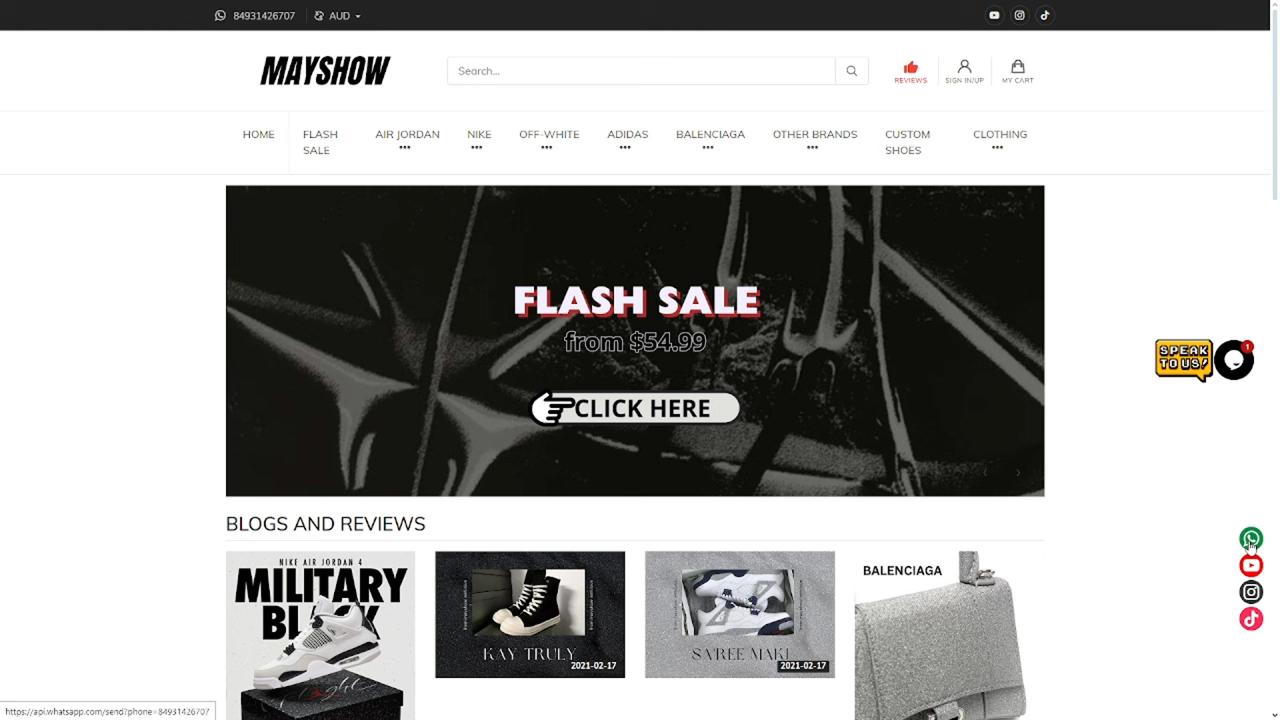 84931426707
AUD
MAYSHOW
Search...
REVIEWS
SIGN IN/UP
MY CART
HOME
FLASH SALE
AIR JORDAN
NIKE
OFF-WHITE
ADIDAS
BALENCIAGA
OTHER BRANDS
CUSTOM SHOES
CLOTHING
FLASH SALE
from $54.99
CLICK HERE
SPEAK
TO US!
1
BLOGS AND REVIEWS
NIKE AIR JORDAN 4
MILITARY
BLACK
KAY TRULY
2021-02-17
2021-02-17
BALENCIAGA
https://api.whatsapp.com/send?phone=84931426707